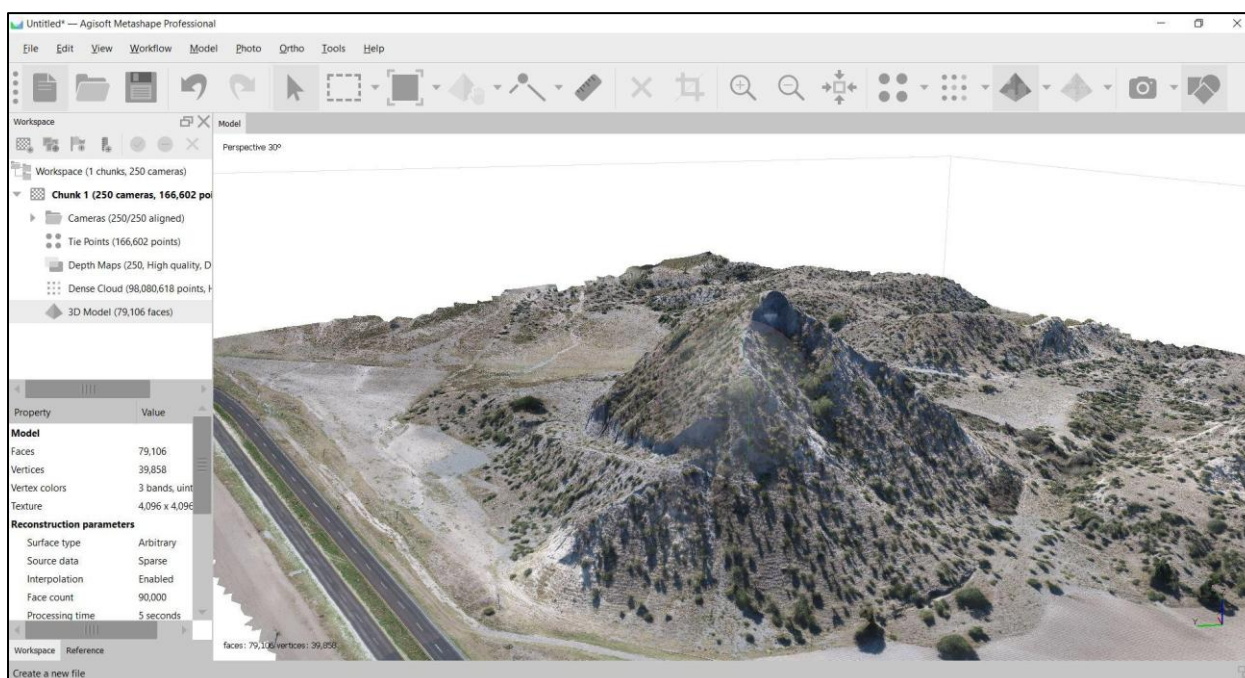 Untitled* — Agisoft Metashape Professional
File Edit View Workflow Model Photo Ortho Tools Help
Workspace
Model
Perspective 30°
Workspace (1 chunks, 250 cameras)
Chunk 1 (250 cameras, 166,602 poi
Cameras (250/250 aligned)
Tie Points (166,602 points)
Depth Maps (250, High quality, D
Dense Cloud (98,080,618 points, H
3D Model (79,106 faces)
Property Value
Model
Faces 79,106
Vertices 39,858
Vertex colors 3 bands, uint
Texture 4,096 x 4,096
Reconstruction parameters
Surface type Arbitrary
Source data Sparse
Interpolation Enabled
Face count 90,000
Processing time 5 seconds
faces: 79,106 vertices: 39,858
Workspace Reference
Create a new file